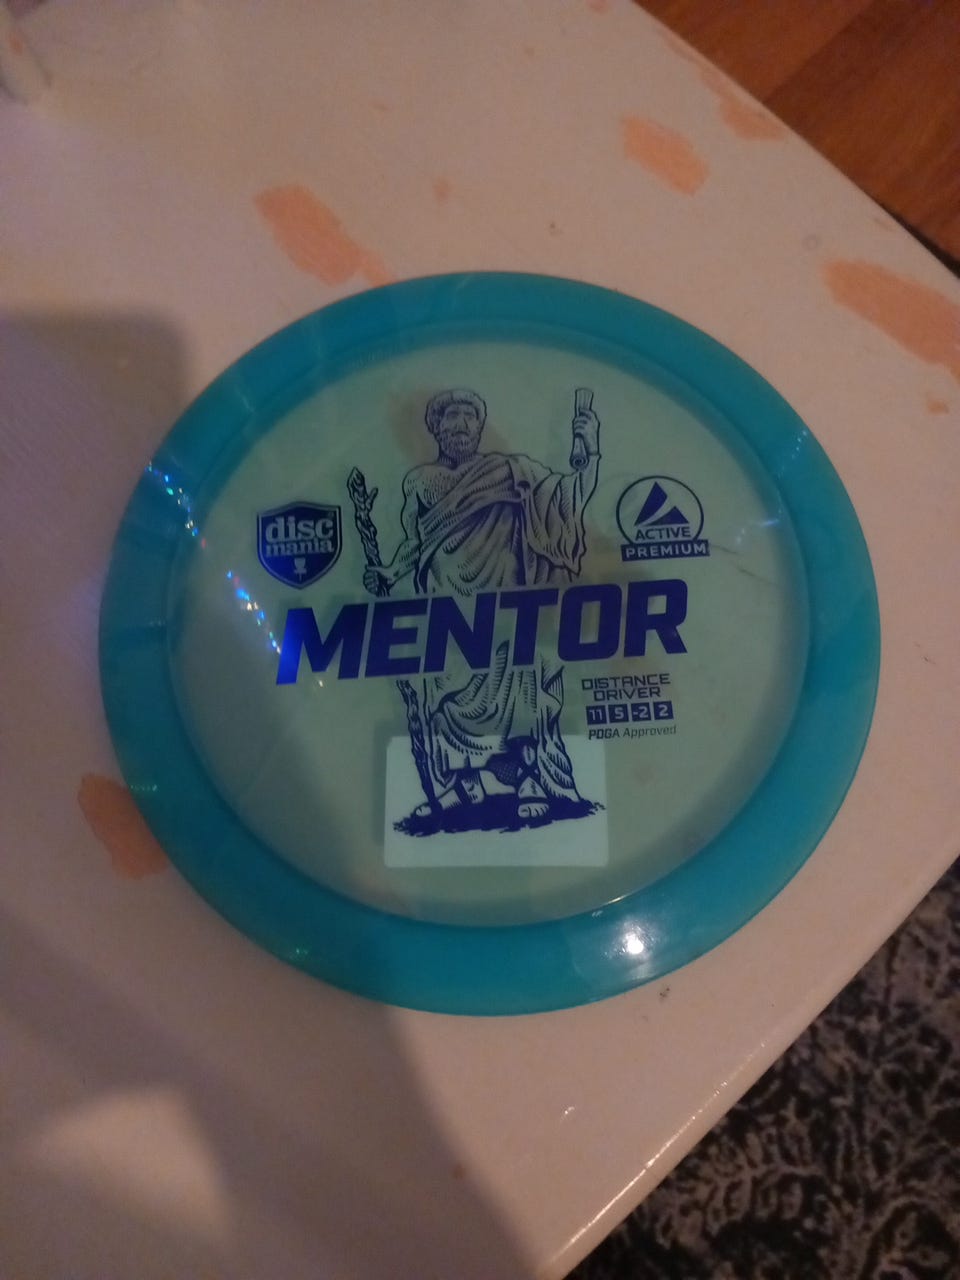 disc
mania
ACTIVE
PREMIUM
MENTOR
DISTANCE
DRIVER
11 5 -2 2
PDGA Approved